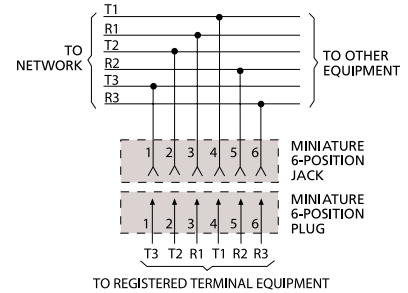 T1
R1
T2
R2
T3
R3
TO
NETWORK
TO OTHER
EQUIPMENT
1 2 3 4 5 6
MINIATURE
6-POSITION
JACK
1 2 3 4 5 6
MINIATURE
6-POSITION
PLUG
T3 T2 R1 T1 R2 R3
TO REGISTERED TERMINAL EQUIPMENT